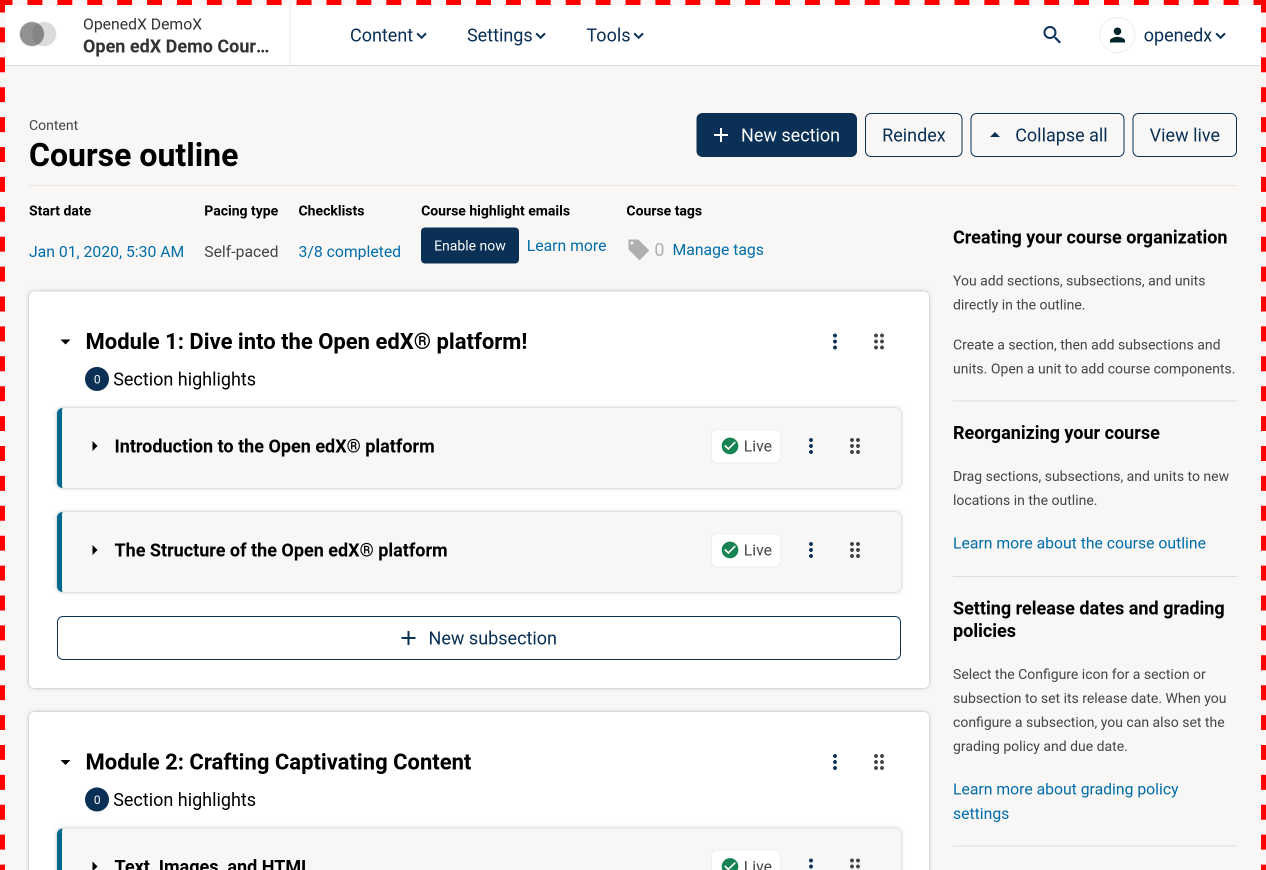 OpenedX DemoX
Open edX Demo Cour...
Content
Settings
Tools
openedx
Content
Course outline
New section
Reindex
Collapse all
View live
Start date
Jan 01, 2020, 5:30 AM
Pacing type
Self-paced
Checklists
3/8 completed
Course highlight emails
Enable now
Learn more
Course tags
0
Manage tags
Module 1: Dive into the Open edX® platform!
0
Section highlights
Introduction to the Open edX® platform
Live
The Structure of the Open edX® platform
Live
New subsection
Module 2: Crafting Captivating Content
0
Section highlights
Text, Images, and HTML
Live
Creating your course organization
You add sections, subsections, and units
directly in the outline.
Create a section, then add subsections and
units. Open a unit to add course components.
Reorganizing your course
Drag sections, subsections, and units to new
locations in the outline.
Learn more about the course outline
Setting release dates and grading
policies
Select the Configure icon for a section or
subsection to set its release date. When you
configure a subsection, you can also set the
grading policy and due date.
Learn more about grading policy
settings